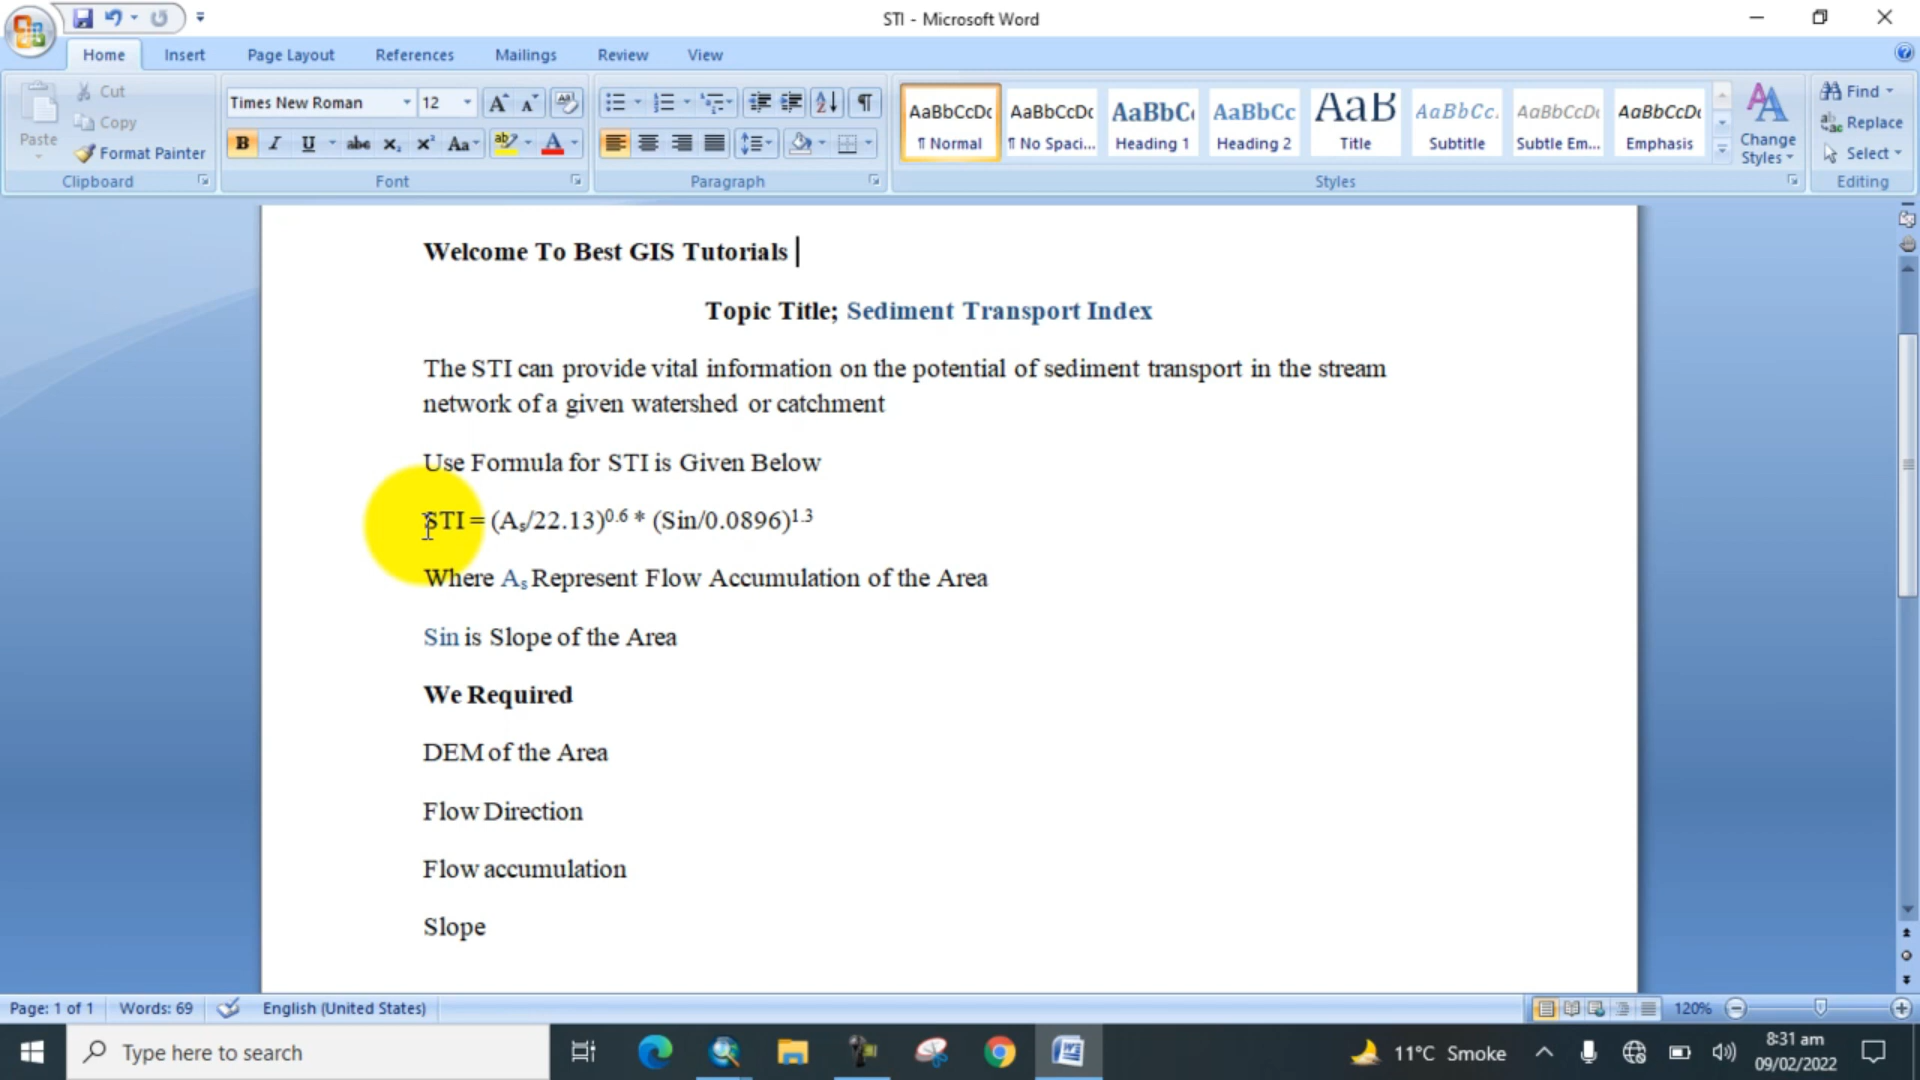 STI - Microsoft Word
Home Insert Page Layout References Mailings Review View
Paste
Cut
Copy
Format Painter
Clipboard
Times New Roman 12
B I U abc x₂ x² Aa
Font
Paragraph
AaBbCcDc AaBbCcDc AaBbC AaBbCc AaB AaBbCc. AaBbCcDc AaBbCcDc
¶ Normal ¶ No Spaci... Heading 1 Heading 2 Title Subtitle Subtle Em... Emphasis
Change Styles
Styles
Find
Replace
Select
Editing
Welcome To Best GIS Tutorials
Topic Title; Sediment Transport Index
The STI can provide vital information on the potential of sediment transport in the stream
network of a given watershed or catchment
Use Formula for STI is Given Below
STI = (Aₛ/22.13)⁰·⁶ * (Sin/0.0896)¹·³
Where Aₛ Represent Flow Accumulation of the Area
Sin is Slope of the Area
We Required
DEM of the Area
Flow Direction
Flow accumulation
Slope
Page: 1 of 1 Words: 69 English (United States) 120%
Type here to search
11°C Smoke
8:31 am
09/02/2022